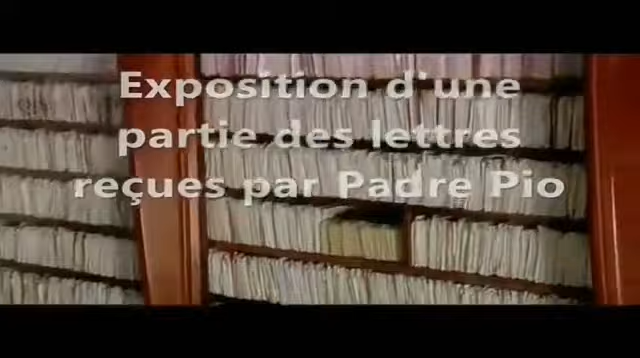 Exposition d'une
partie des lettres
reçues par Padre Pio